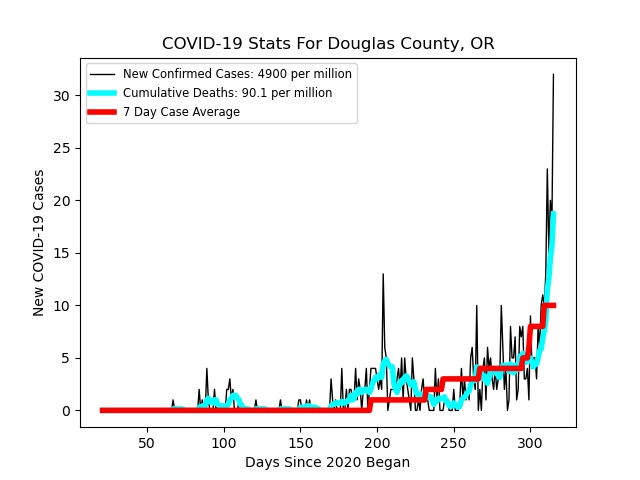 COVID-19 Stats For Douglas County, OR
New Confirmed Cases: 4900 per million
Cumulative Deaths: 90.1 per million
7 Day Case Average
New COVID-19 Cases
30
25
20
15
10
5
0
50 100 150 200 250 300
Days Since 2020 Began